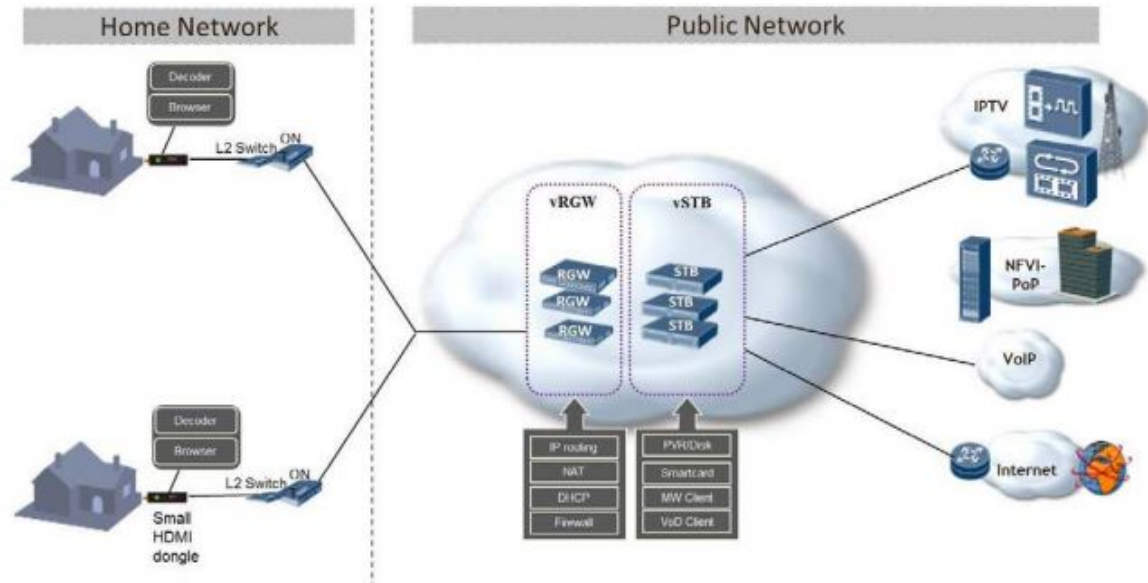 Home Network
Public Network
Decoder
Browser
L2 Switch
ON
IPTV
vRGW
vSTB
RGW
RGW
RGW
STB
STB
STB
NFVI-
PoP
VoIP
Decoder
Browser
L2 Switch
ON
Small
HDMI
dongle
IP routing
NAT
DHCP
Firewall
PVR/Disk
Smartcard
MW Client
VoD Client
Internet